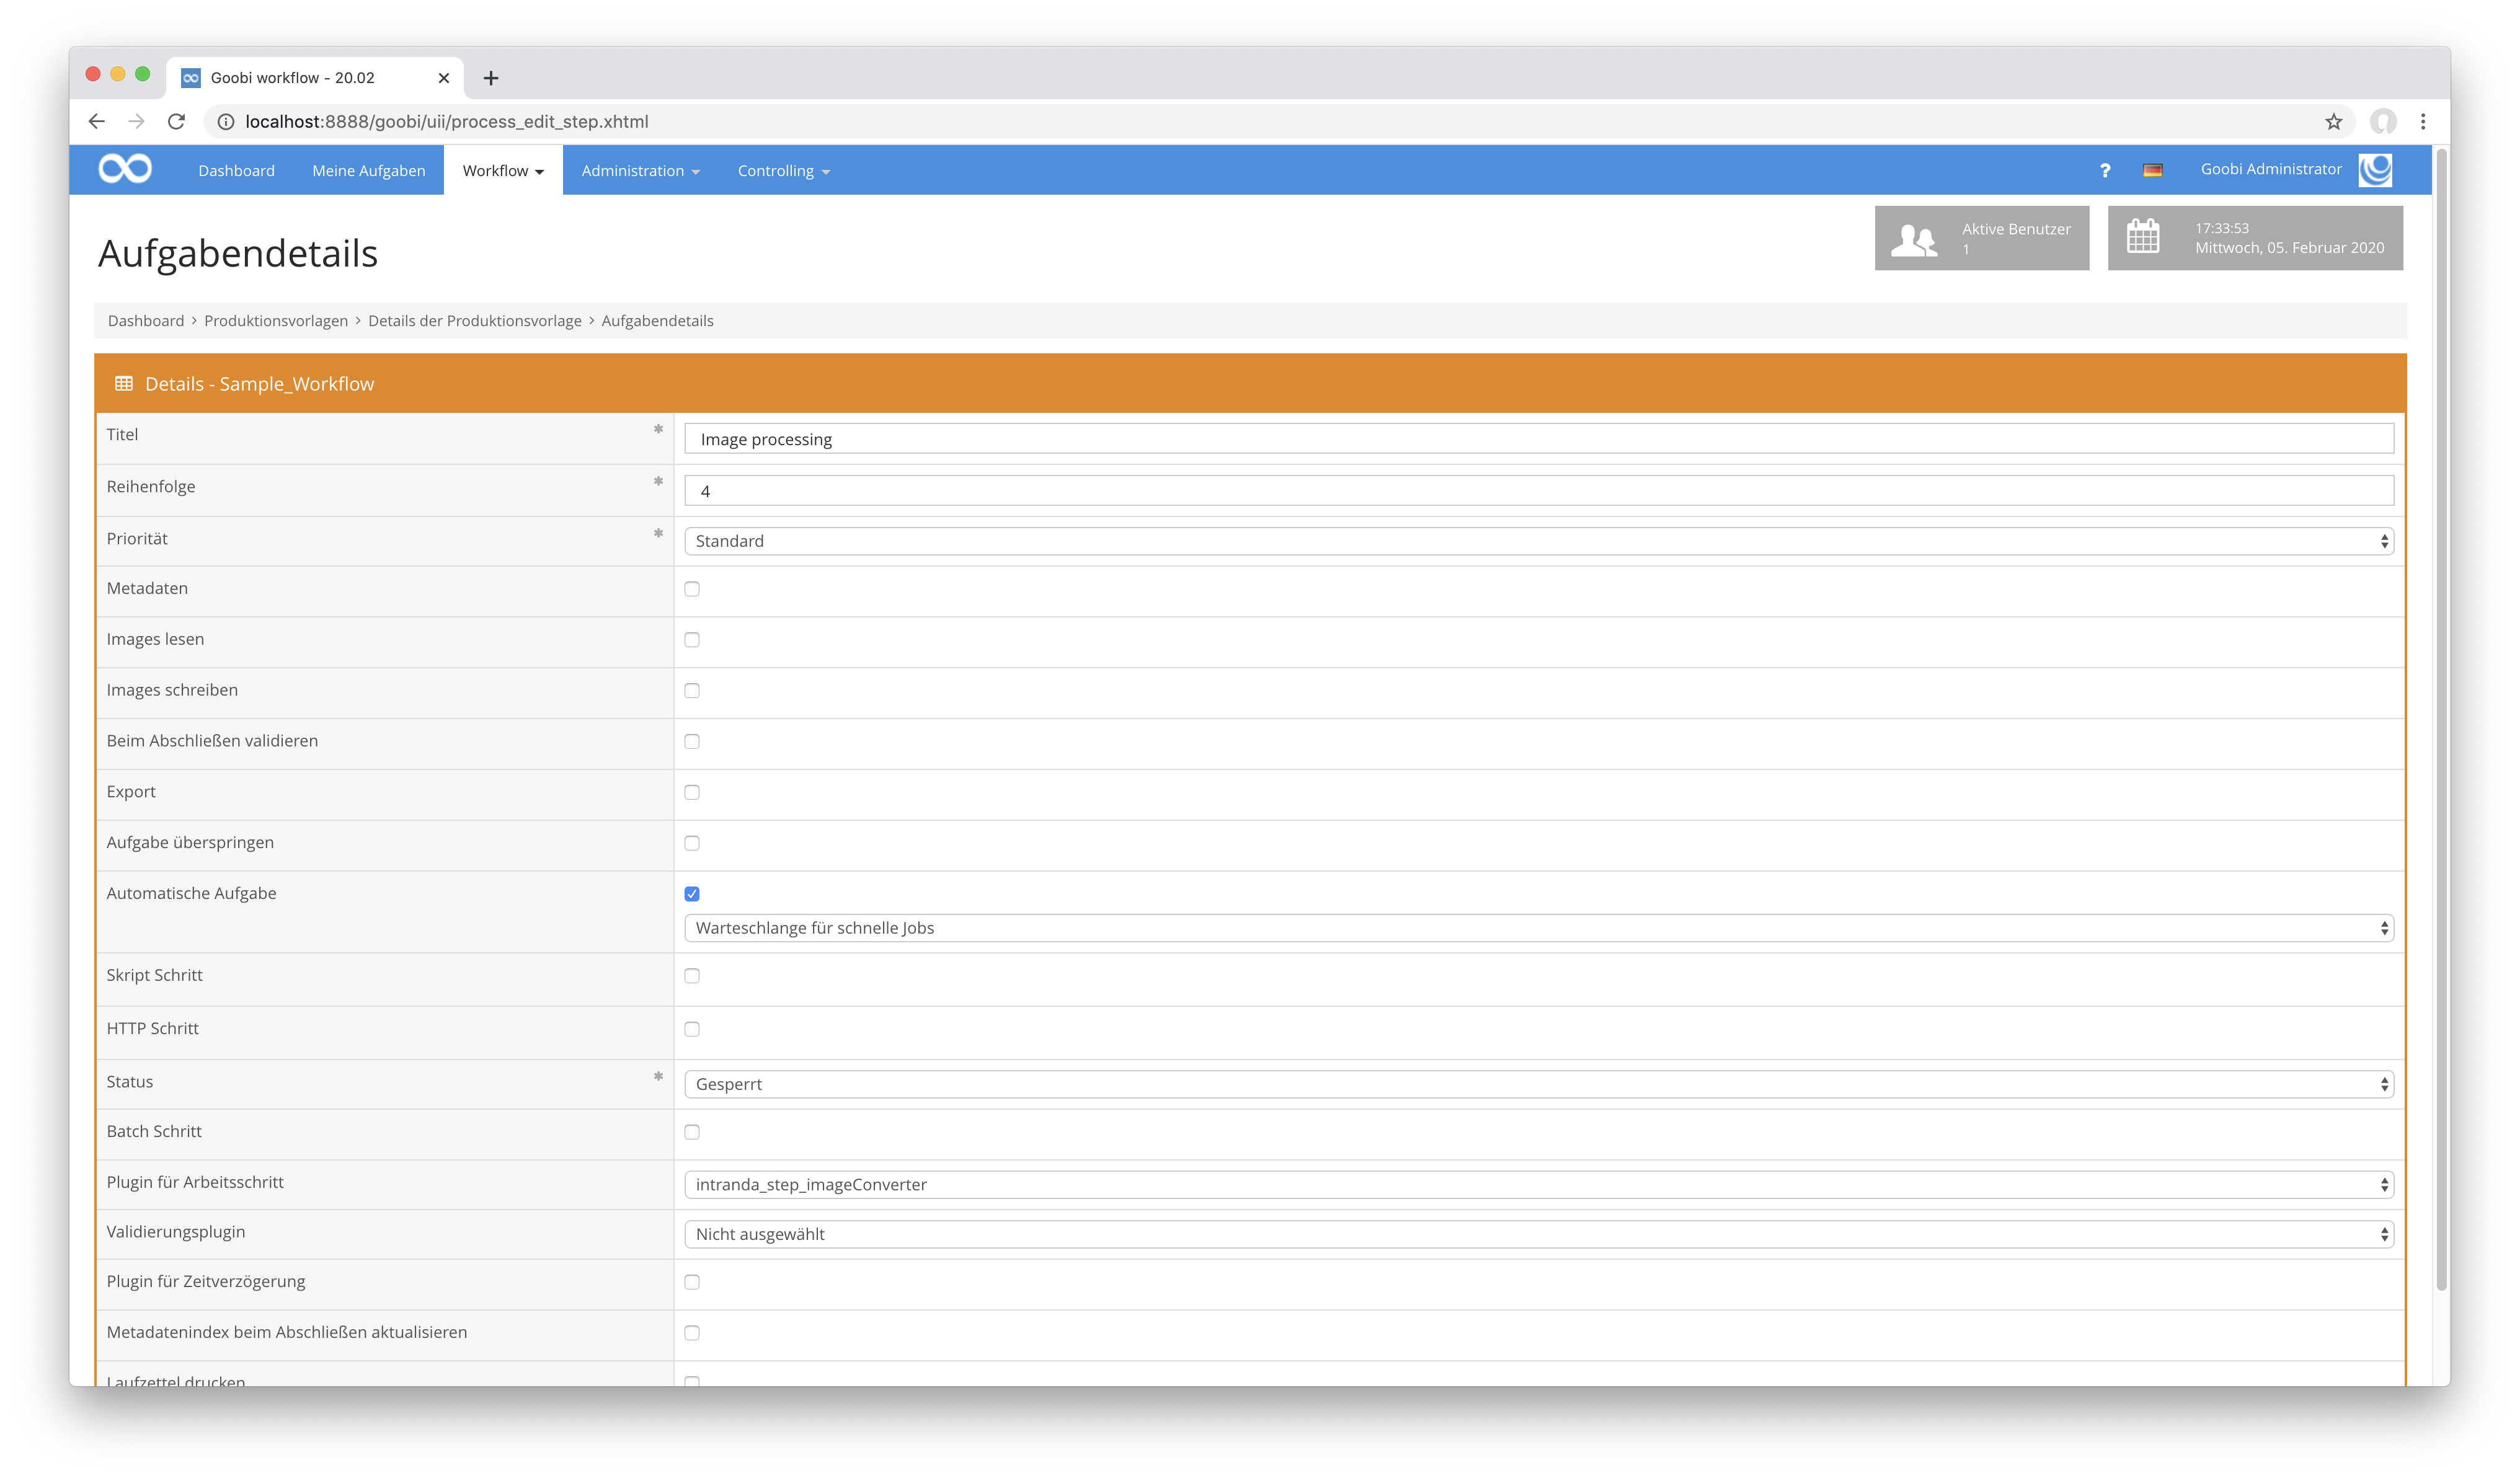 Goobi workflow - 20.02
localhost:8888/goobi/uii/process_edit_step.xhtml
Dashboard Meine Aufgaben Workflow Administration Controlling ? Goobi Administrator
Aufgabendetails
Aktive Benutzer
1
17:33:53
Mittwoch, 05. Februar 2020
Dashboard > Produktionsvorlagen > Details der Produktionsvorlage > Aufgabendetails
Details - Sample_Workflow
Titel * Image processing
Reihenfolge * 4
Priorität * Standard
Metadaten
Images lesen
Images schreiben
Beim Abschließen validieren
Export
Aufgabe überspringen
Automatische Aufgabe
Warteschlange für schnelle Jobs
Skript Schritt
HTTP Schritt
Status * Gesperrt
Batch Schritt
Plugin für Arbeitsschritt intranda_step_imageConverter
Validierungsplugin Nicht ausgewählt
Plugin für Zeitverzögerung
Metadatenindex beim Abschließen aktualisieren
Laufzettel drucken